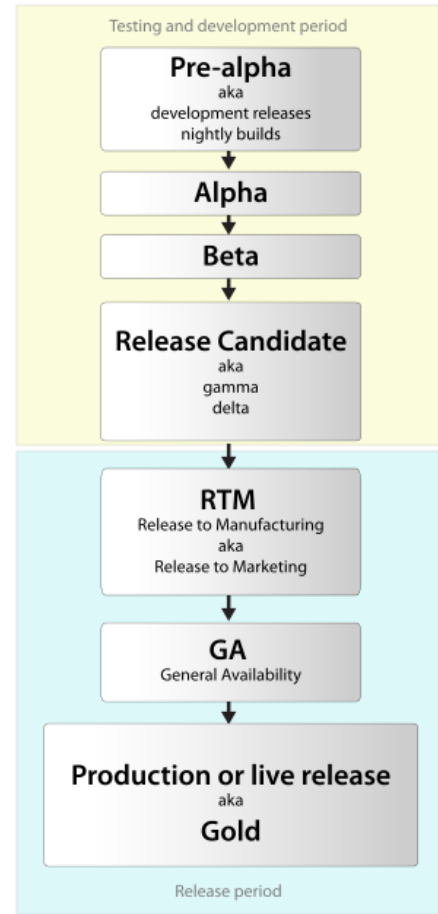 Testing and development period
Pre-alpha
aka
development releases
nightly builds
Alpha
Beta
Release Candidate
aka
gamma
delta
RTM
Release to Manufacturing
aka
Release to Marketing
GA
General Availability
Production or live release
aka
Gold
Release period